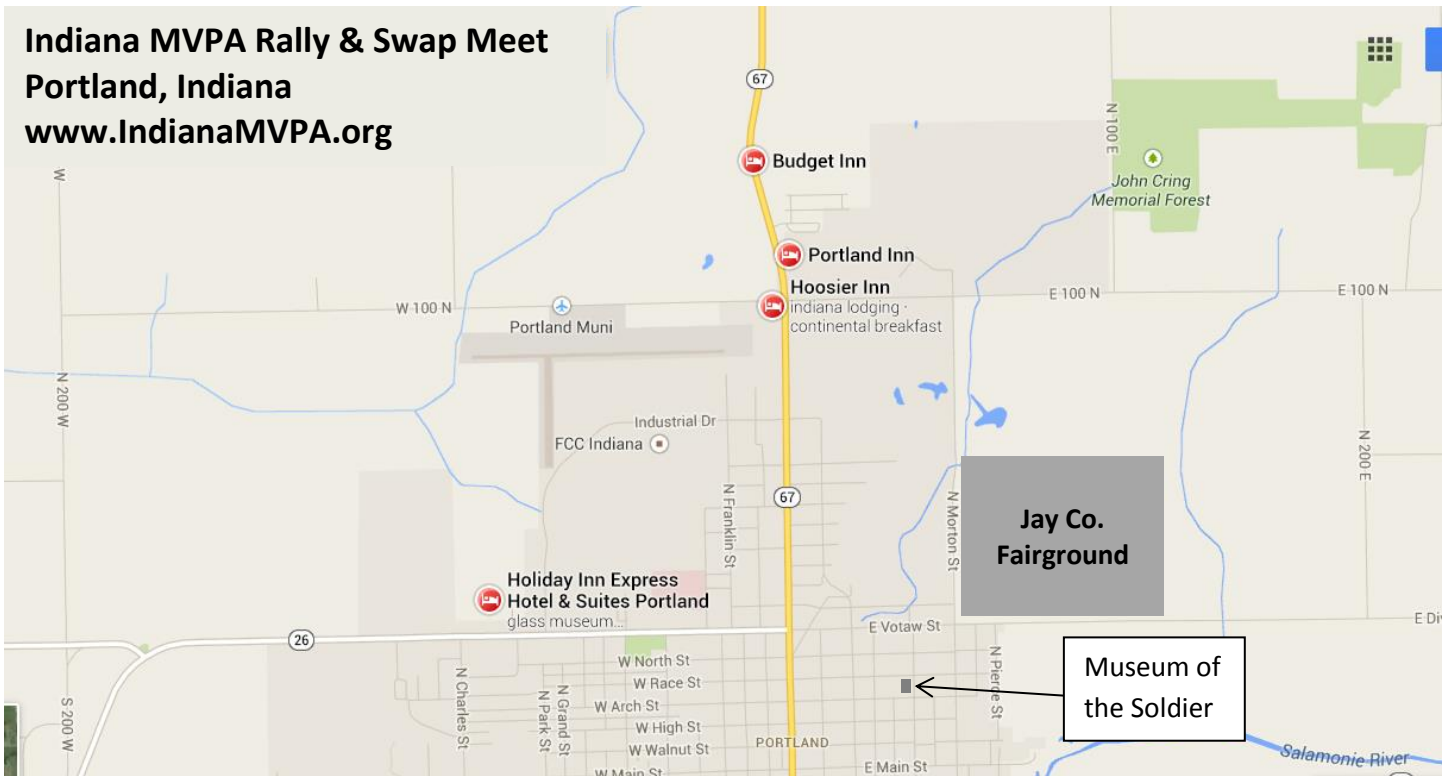 Indiana MVPA Rally & Swap Meet
Portland, Indiana
www.IndianaMVPA.org
67
Budget Inn
N 100 E
John Cring
Memorial Forest
W
Portland Inn
Hoosier Inn
indiana lodging ·
continental breakfast
E 100 N
E 100 N
W 100 N
Portland Muni
N 200 W
Industrial Dr
FCC Indiana
N 200 E
67
N Franklin St
N Morton St
Jay Co.
Fairground
Holiday Inn Express
Hotel & Suites Portland
glass museum...
26
E Votaw St
E Div
W North St
W Race St
W Arch St
W High St
W Walnut St
W Main St
N Charles St
N Park St
N Grand St
S 200 W
N Pierce St
Museum of
the Soldier
PORTLAND
E Main St
Salamonie River